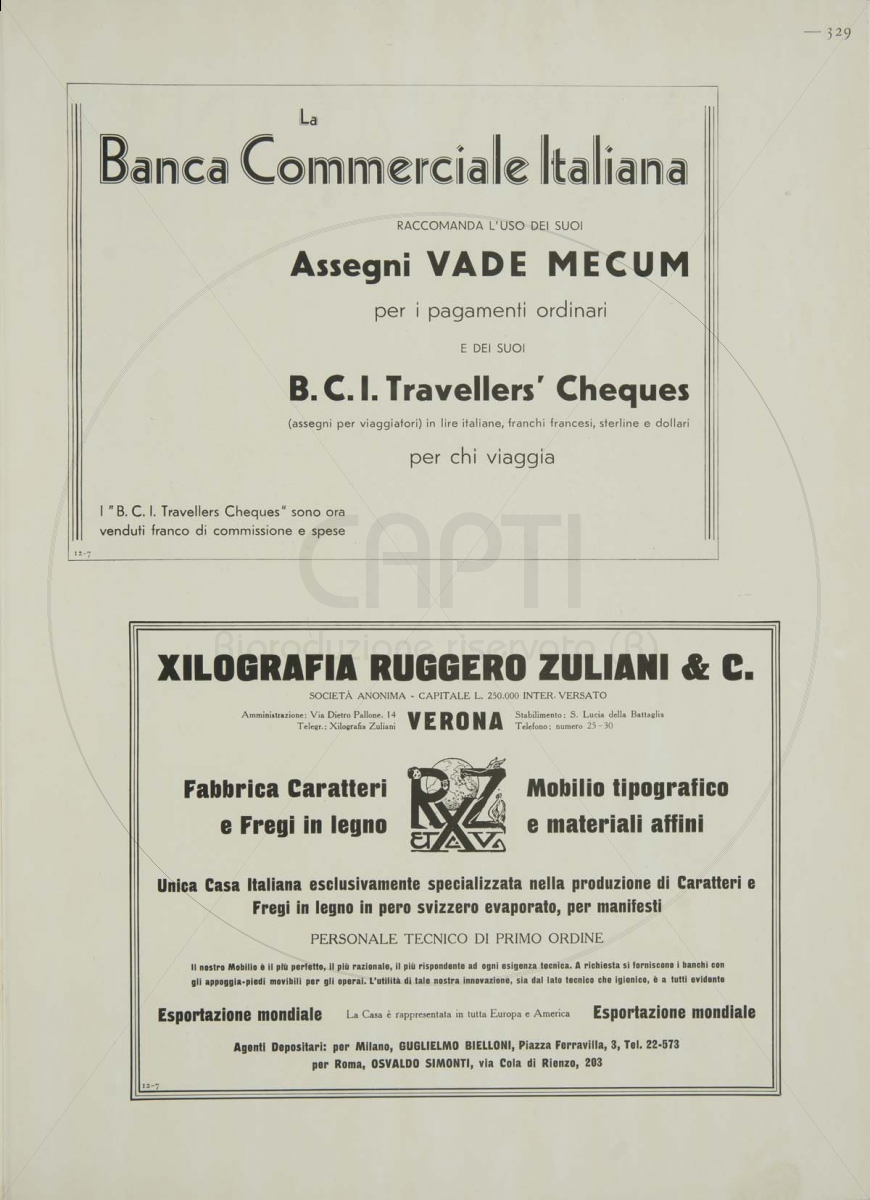 — 329
La
Banca Commerciale Italiana
RACCOMANDA L'USO DEI SUOI
Assegni VADE MECUM
per i pagamenti ordinari
E DEI SUOI
B. C. I. Travellers' Cheques
(assegni per viaggiatori) in lire italiane, franchi francesi, sterline e dollari
per chi viaggia
I "B. C. I. Travellers Cheques" sono ora
venduti franco di commissione e spese
12-7
CAPTI
Riproduzione riservata (R)
XILOGRAFIA RUGGERO ZULIANI & C.
SOCIETÀ ANONIMA - CAPITALE L. 250.000 INTER. VERSATO
Amministrazione: Via Dietro Pallone, 14 VERONA Stabilimento: S. Lucia della Battaglia
Telegr.: Xilografia Zuliani Telefono: numero 25-30
Fabbrica Caratteri RXZ Mobilio tipografico
e Fregi in legno ET AVA e materiali affini
Unica Casa Italiana esclusivamente specializzata nella produzione di Caratteri e
Fregi in legno in pero svizzero evaporato, per manifesti
PERSONALE TECNICO DI PRIMO ORDINE
Il nostro Mobilio è il più perfetto, il più razionale, il più rispondente ad ogni esigenza tecnica. A richiesta si forniscono i banchi con
gli appoggia-piedi movibili per gli operai. L'utilità di tale nostra innovazione, sia dal lato tecnico che igienico, è a tutti evidente
Esportazione mondiale La Casa è rappresentata in tutta Europa e America Esportazione mondiale
Agenti Depositari: per Milano, GUGLIELMO BIELLONI, Piazza Ferravilla, 3, Tel. 22-573
per Roma, OSVALDO SIMONTI, via Cola di Rienzo, 203
12-7